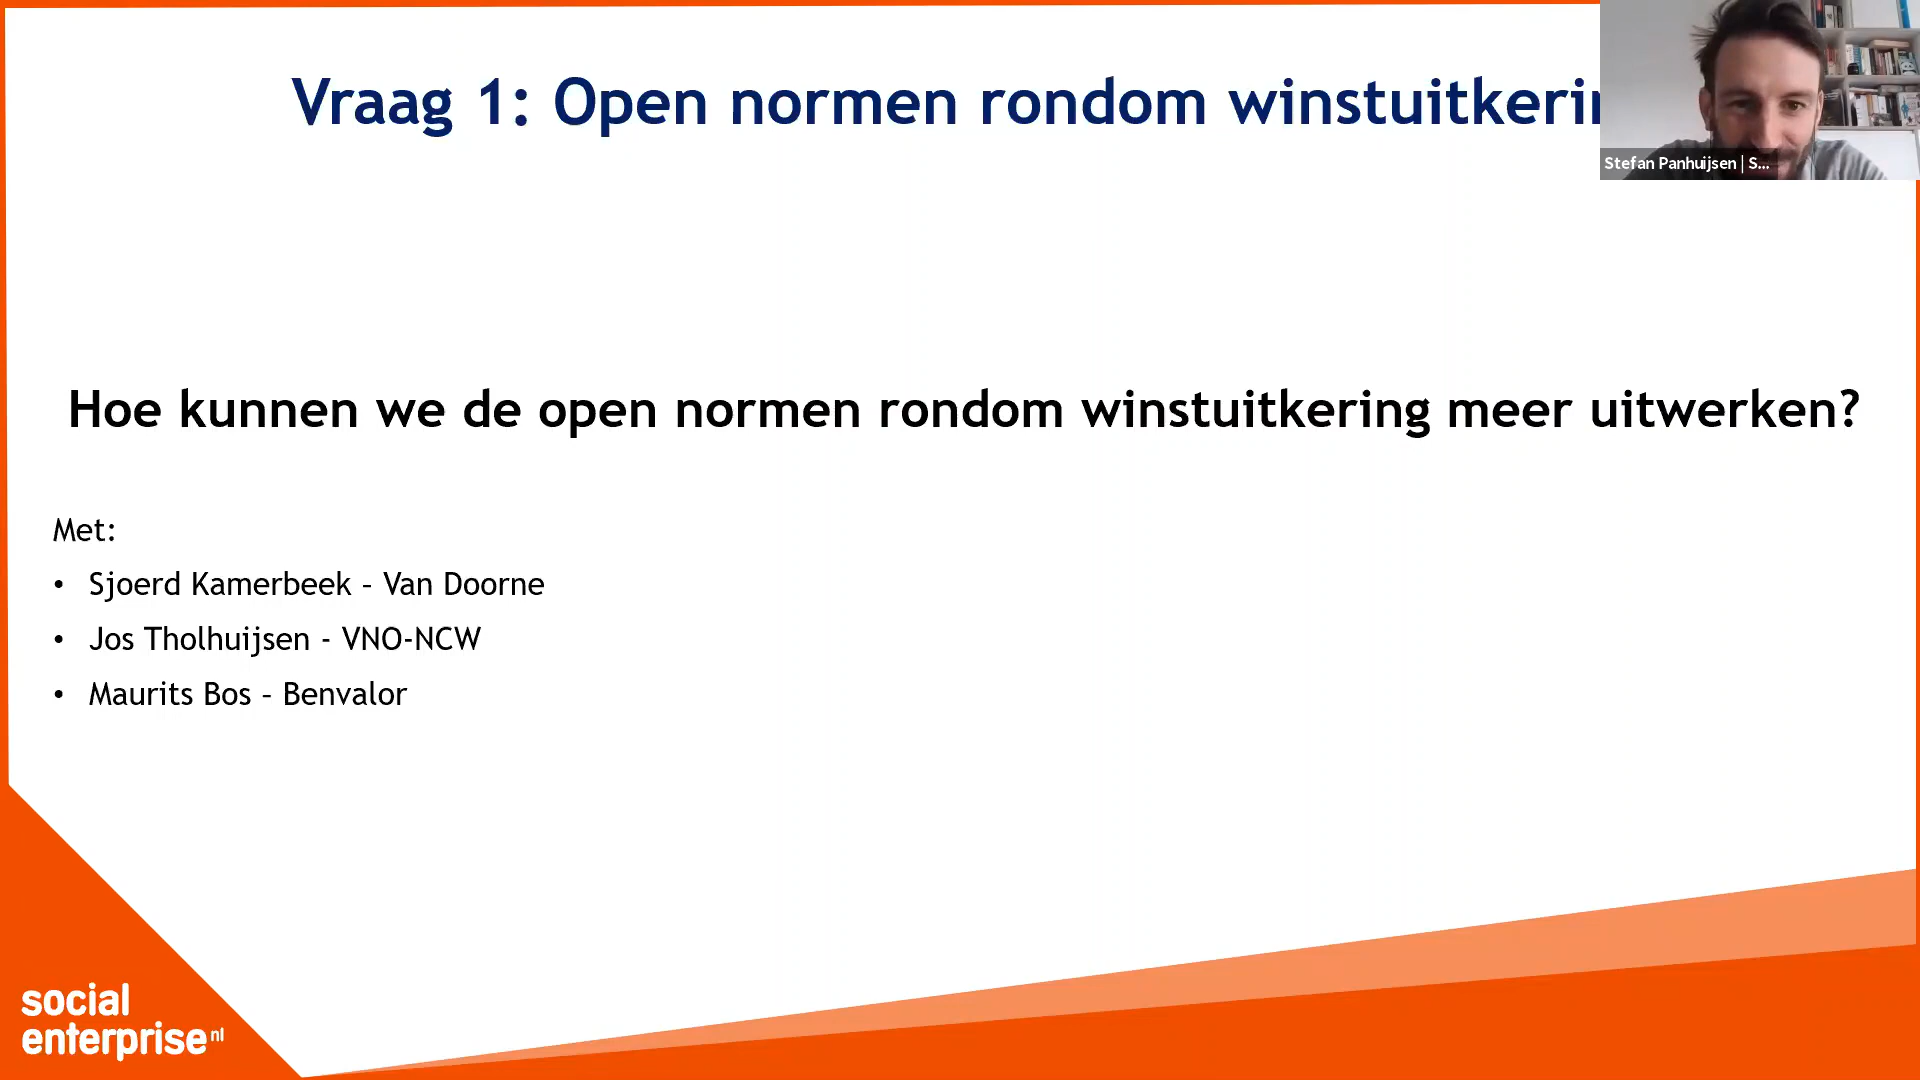 Vraag 1: Open normen rondom
Stefan Panhuijsen | S...
Hoe kunnen we de open normen rondom winstuitkering meer uitwerken?
Met:
• Sjoerd Kamerbeek – Van Doorne
• Jos Tholhuijsen - VNO-NCW
• Maurits Bos – Benvalor
social
enterprise nl